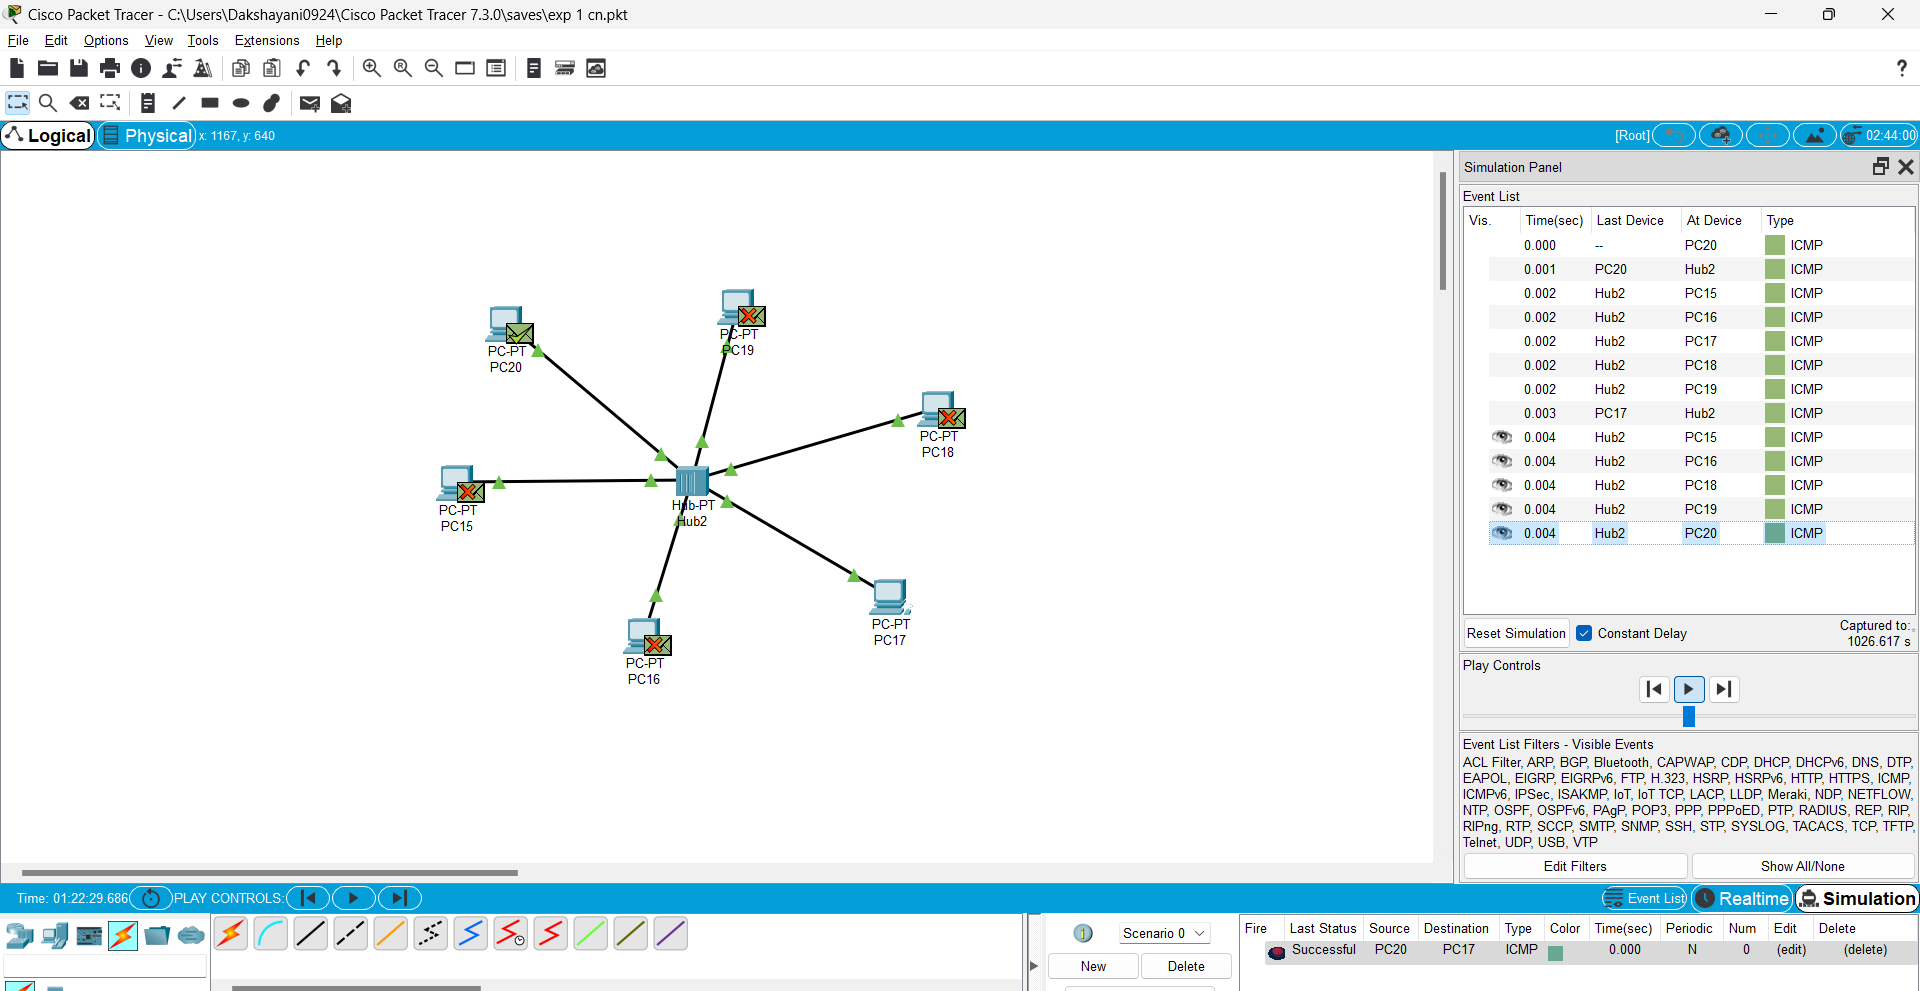 Cisco Packet Tracer - C:\Users\Dakshayani0924\Cisco Packet Tracer 7.3.0\saves\exp 1 cn.pkt
File Edit Options View Tools Extensions Help
?
Logical Physical x: 1167, y: 640 [Root] 02:44:00
PC-PT
PC20
PC-PT
PC19
PC-PT
PC18
PC-PT
PC15
Hub-PT
Hub2
PC-PT
PC17
PC-PT
PC16
Simulation Panel
Event List
Vis. Time(sec) Last Device At Device Type
0.000 -- PC20 ICMP
0.001 PC20 Hub2 ICMP
0.002 Hub2 PC15 ICMP
0.002 Hub2 PC16 ICMP
0.002 Hub2 PC17 ICMP
0.002 Hub2 PC18 ICMP
0.002 Hub2 PC19 ICMP
0.003 PC17 Hub2 ICMP
0.004 Hub2 PC15 ICMP
0.004 Hub2 PC16 ICMP
0.004 Hub2 PC18 ICMP
0.004 Hub2 PC19 ICMP
0.004 Hub2 PC20 ICMP
Reset Simulation Constant Delay
Captured to:
1026.617 s
Play Controls
Event List Filters - Visible Events
ACL Filter, ARP, BGP, Bluetooth, CAPWAP, CDP, DHCP, DHCPv6, DNS, DTP,
EAPOL, EIGRP, EIGRPv6, FTP, H.323, HSRP, HSRPv6, HTTP, HTTPS, ICMP,
ICMPv6, IPSec, ISAKMP, IoT, IoT TCP, LACP, LLDP, Meraki, NDP, NETFLOW,
NTP, OSPF, OSPFv6, PAgP, POP3, PPP, PPPoED, PTP, RADIUS, REP, RIP,
RIPng, RTP, SCCP, SMTP, SNMP, SSH, STP, SYSLOG, TACACS, TCP, TFTP,
Telnet, UDP, USB, VTP
Edit Filters Show All/None
Time: 01:22:29.686 PLAY CONTROLS: Event List Realtime Simulation
1 Scenario 0
New Delete
Fire Last Status Source Destination Type Color Time(sec) Periodic Num Edit Delete
Successful PC20 PC17 ICMP 0.000 N 0 (edit) (delete)